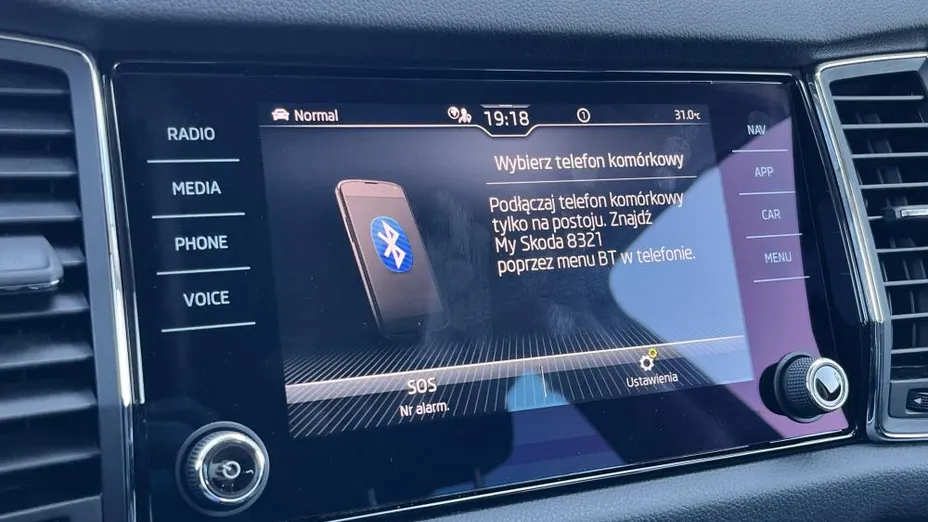 RADIO
MEDIA
PHONE
VOICE
Normal
19:18
1
31.0°C
Wybierz telefon komórkowy
Podłączaj telefon komórkowy
tylko na postoju. Znajdź
My Skoda 8321
poprzez menu BT w telefonie.
SOS
Nr alarm.
Ustawienia
NAV
APP
CAR
MENU